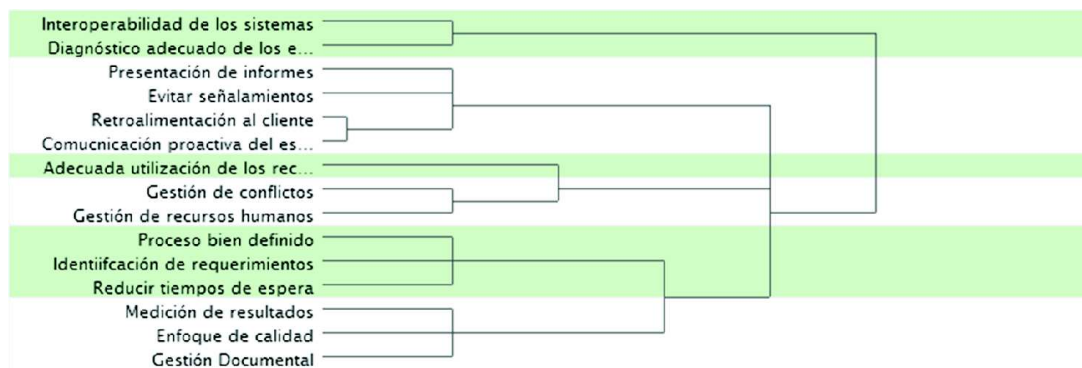 Interoperabilidad de los sistemas
Diagnóstico adecuado de los e...
Presentación de informes
Evitar señalamientos
Retroalimentación al cliente
Comucnicación proactiva del es...
Adecuada utilización de los rec...
Gestión de conflictos
Gestión de recursos humanos
Proceso bien definido
Identiifcación de requerimientos
Reducir tiempos de espera
Medición de resultados
Enfoque de calidad
Gestión Documental